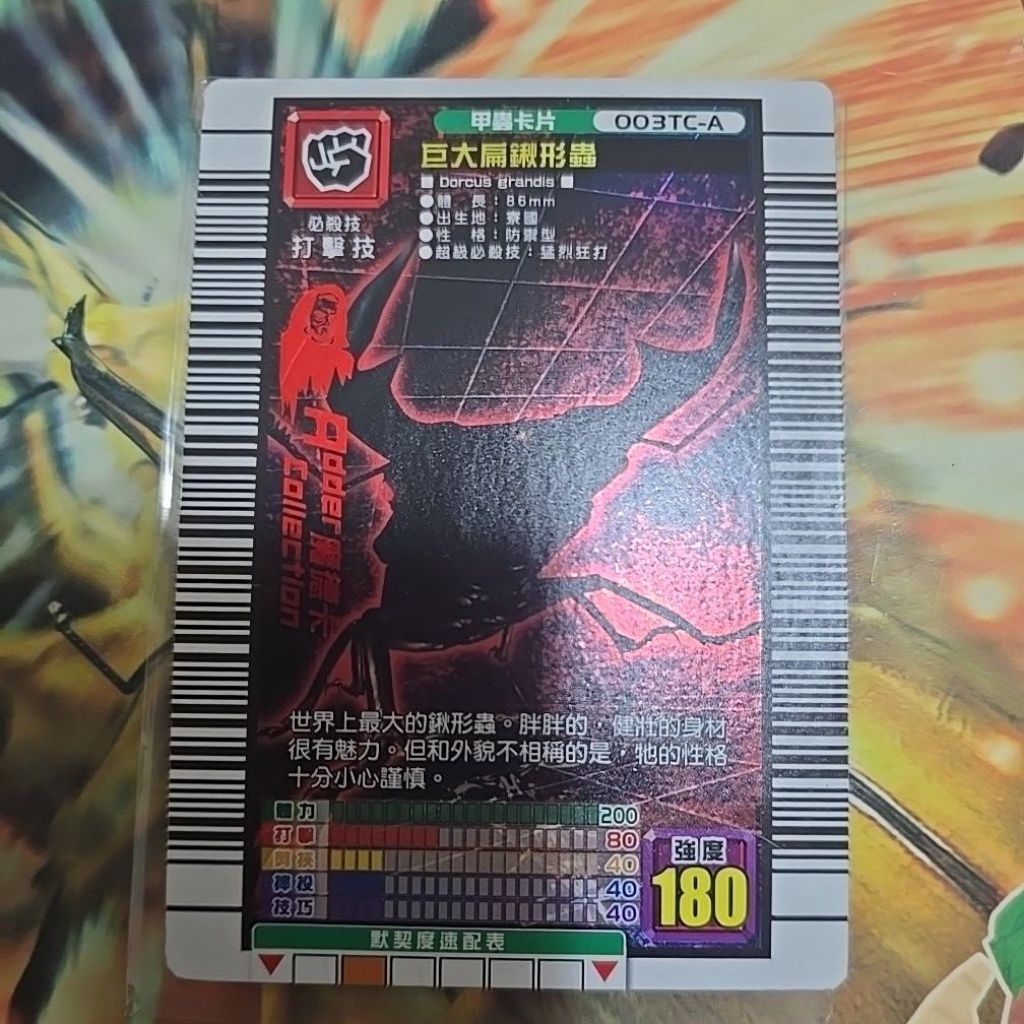 甲蟲卡片 003TC-A
巨大扁鍬形蟲
Dorcus grandis
必殺技
打擊技
●體 長：86mm
●出生地：寮國
●性 格：防禦型
●超級必殺技：猛烈狂打
Adder
Collection
世界上最大的鍬形蟲。胖胖的，健壯的身材
很有魅力。但和外貌不相稱的是，牠的性格
十分小心謹慎。
體力 200
打擊 80
40
摔投 40
技巧 40
強度
180
默契度速配表